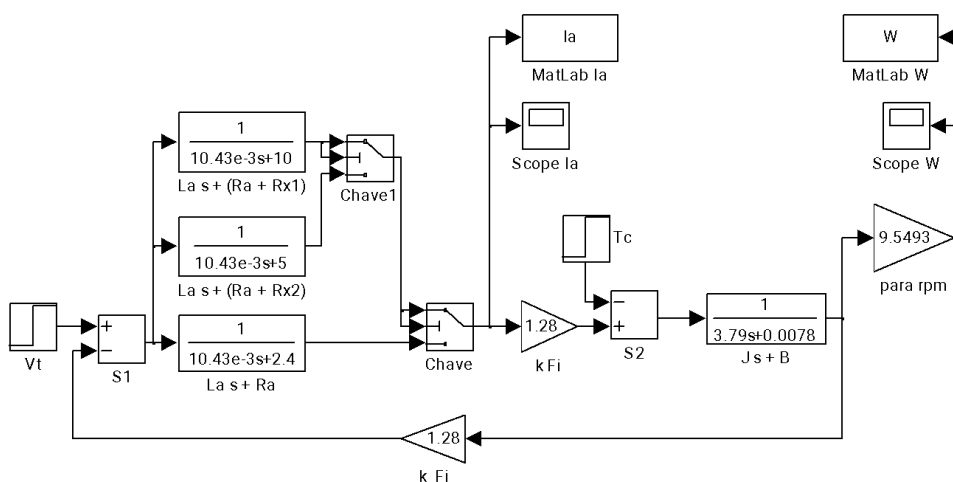 Ia
W
MatLab Ia
MatLab W
1
10.43e-3s+10
La s + (Ra + Rx1)
Chave1
Scope Ia
Scope W
1
10.43e-3s+5
La s + (Ra + Rx2)
Tc
9.5493
para rpm
Vt
+
−
S1
1
10.43e-3s+2.4
La s + Ra
Chave
1.28
k Fi
−
+
S2
1
3.79s+0.0078
J s + B
1.28
k Fi